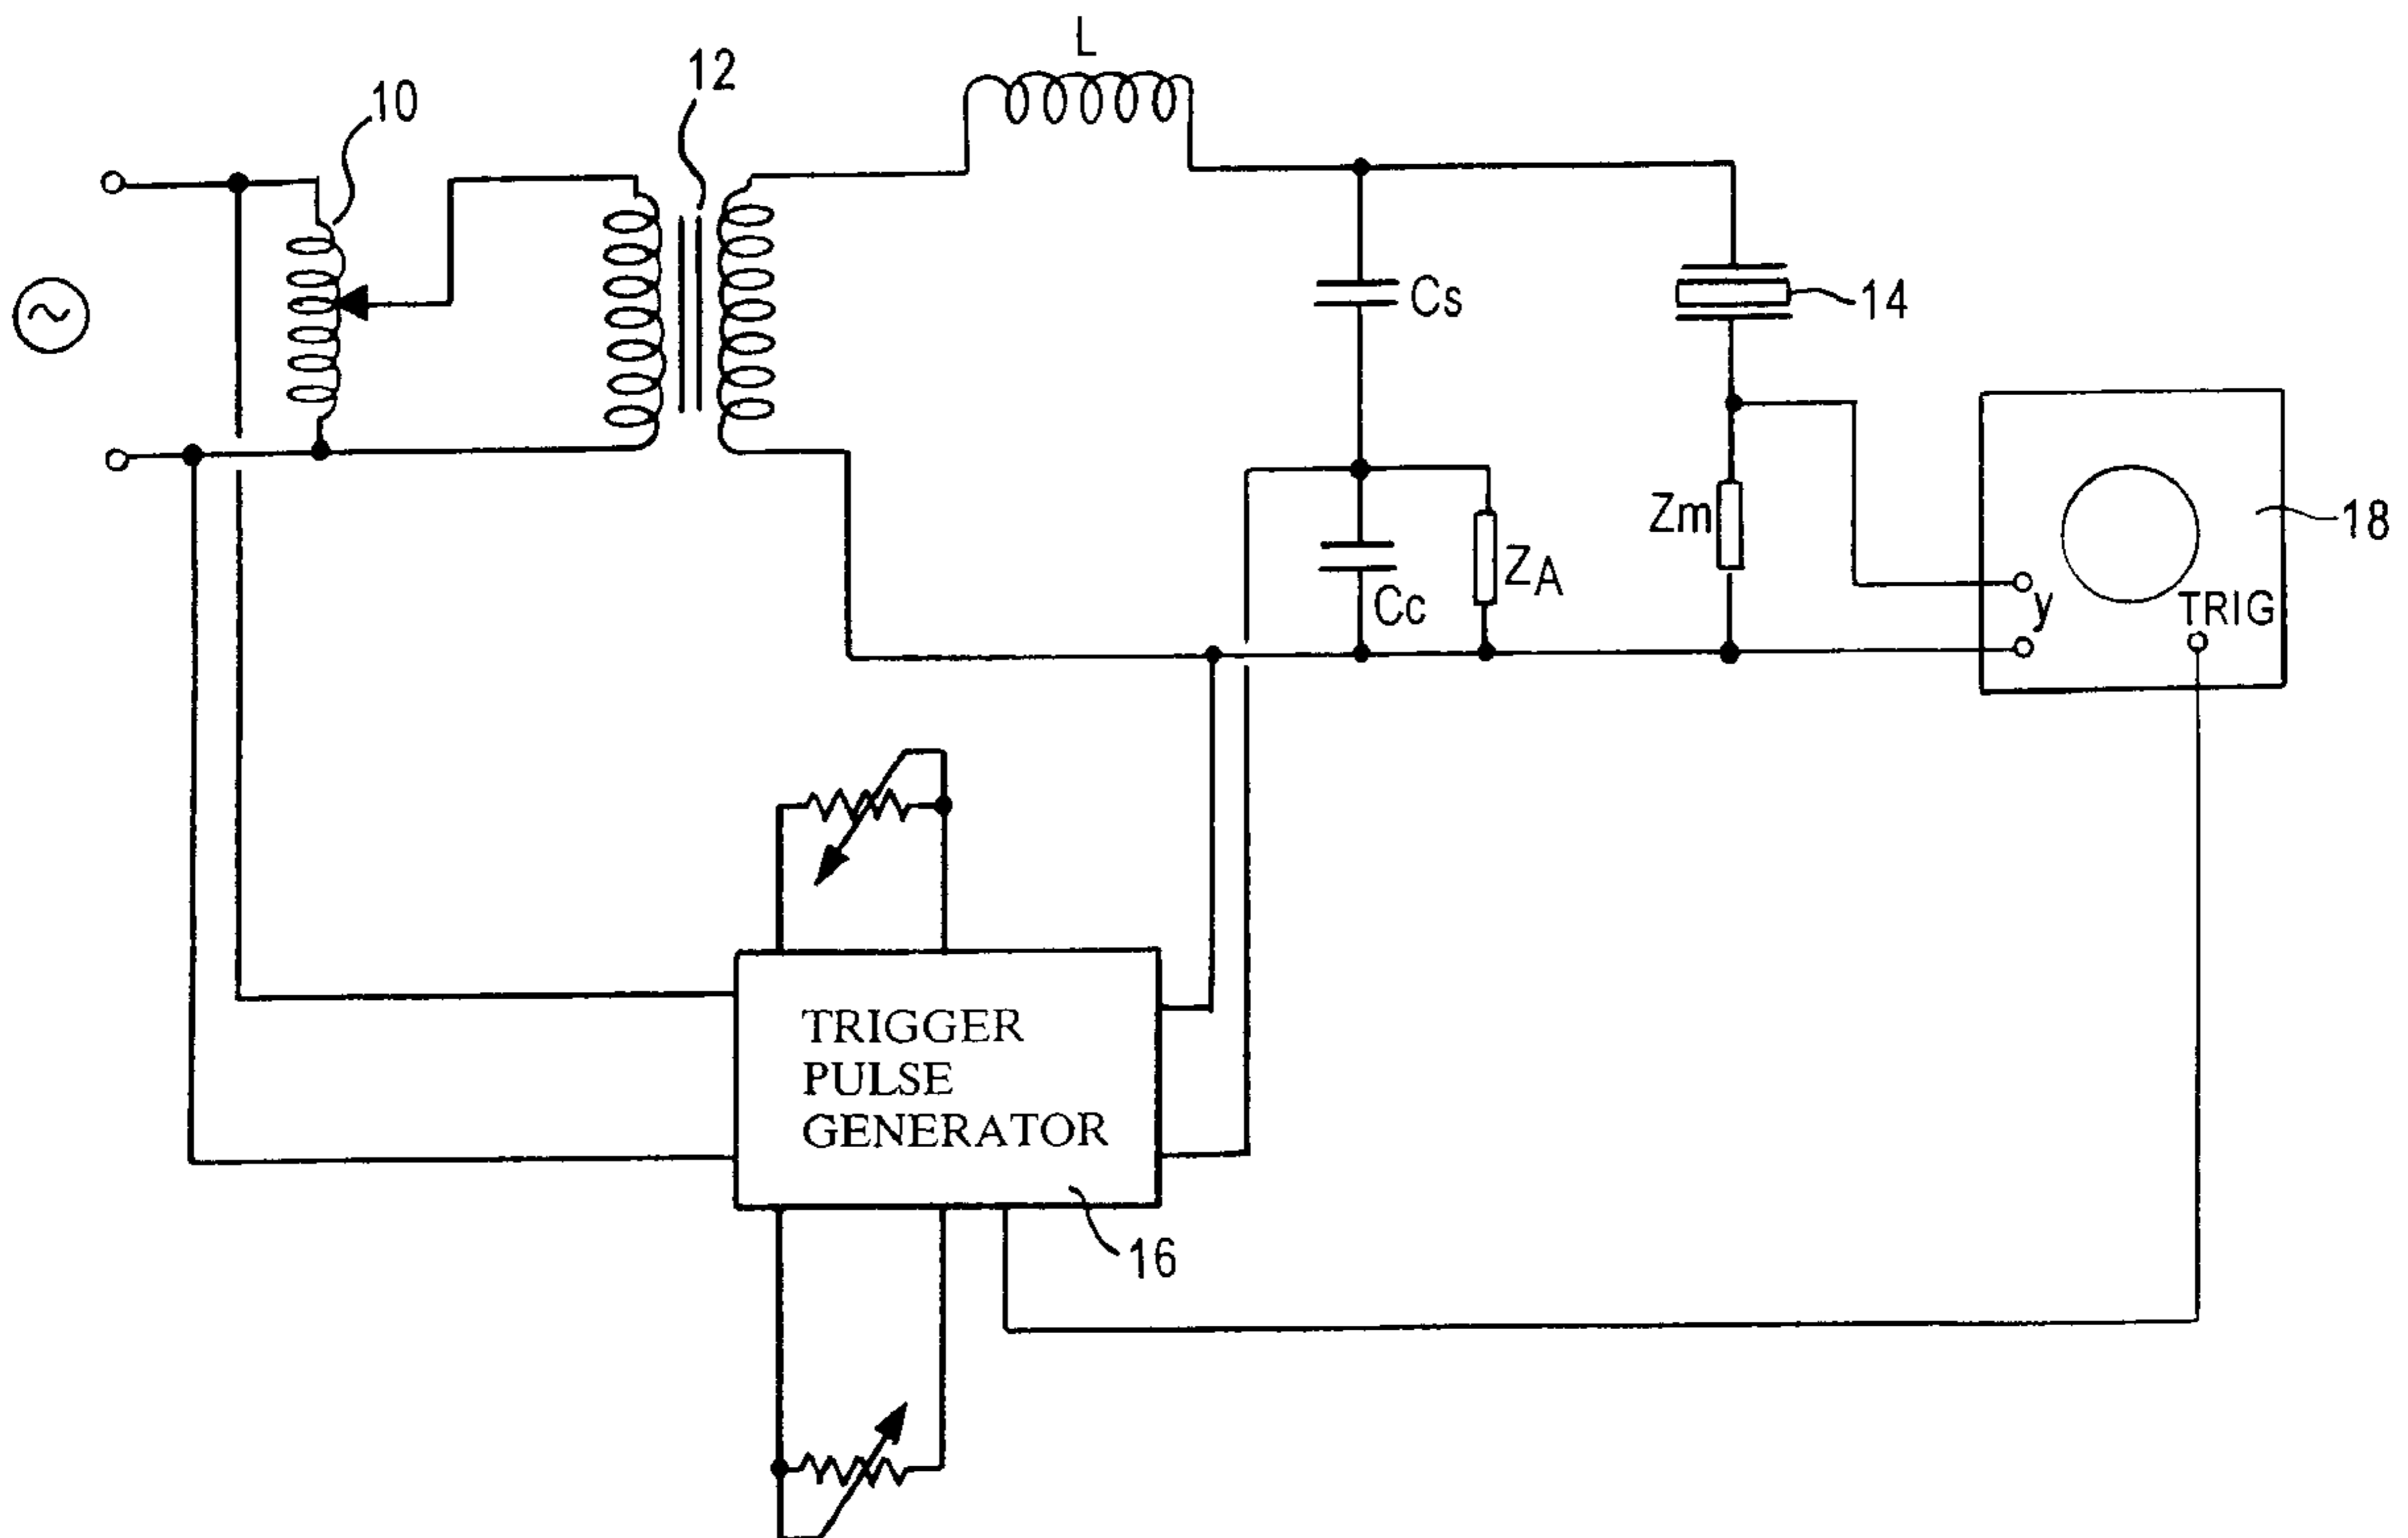 L
12
10
Cs
14
Zm
18
ZA
Cc
y
TRIG
TRIGGER
PULSE
GENERATOR
16